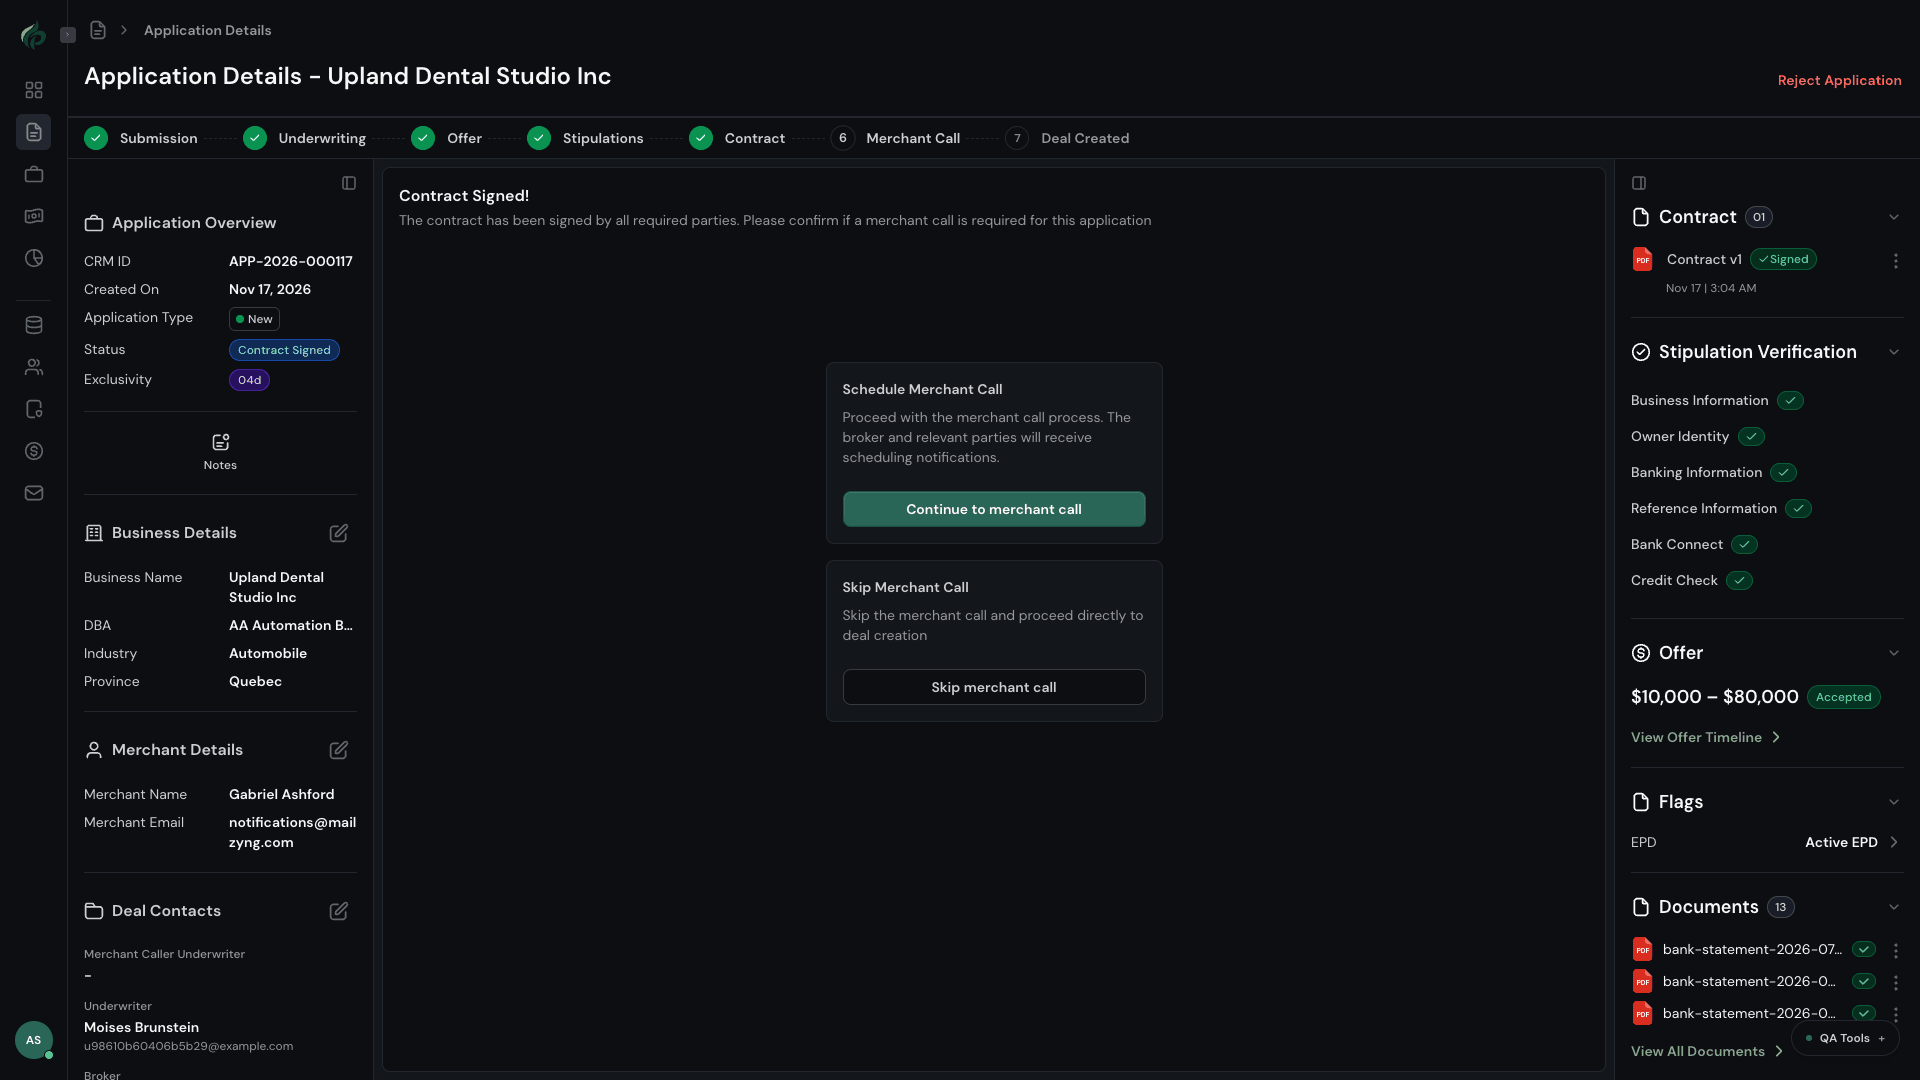 Application Details
Application Details – Upland Dental Studio Inc
Reject Application
Submission
Underwriting
Offer
Stipulations
Contract
6 Merchant Call
7 Deal Created
Application Overview
CRM ID APP-2026-000117
Created On Nov 17, 2026
Application Type New
Status Contract Signed
Exclusivity 04d
Notes
Business Details
Business Name Upland Dental
Studio Inc
DBA AA Automation B...
Industry Automobile
Province Quebec
Merchant Details
Merchant Name Gabriel Ashford
Merchant Email notifications@mail
zyng.com
Deal Contacts
Merchant Caller Underwriter
–
Underwriter
Moises Brunstein
u98610b60406b5b29@example.com
Broker
AS
Contract Signed!
The contract has been signed by all required parties. Please confirm if a merchant call is required for this application
Schedule Merchant Call
Proceed with the merchant call process. The
broker and relevant parties will receive
scheduling notifications.
Continue to merchant call
Skip Merchant Call
Skip the merchant call and proceed directly to
deal creation
Skip merchant call
Contract 01
PDF Contract v1 Signed
Nov 17 | 3:04 AM
Stipulation Verification
Business Information
Owner Identity
Banking Information
Reference Information
Bank Connect
Credit Check
Offer
$10,000 – $80,000 Accepted
View Offer Timeline
Flags
EPD Active EPD
Documents 13
PDF bank-statement-2026-07...
PDF bank-statement-2026-0...
PDF bank-statement-2026-0...
View All Documents
QA Tools +